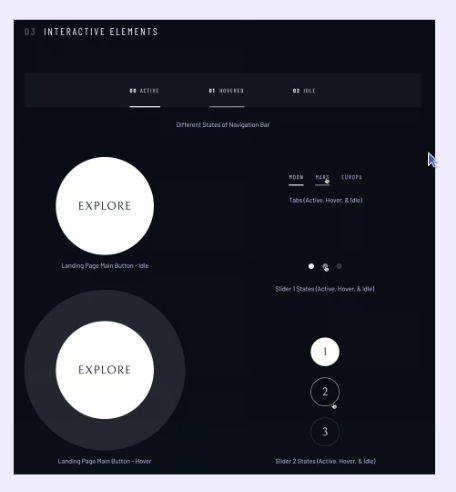 03 INTERACTIVE ELEMENTS
00 ACTIVE 01 HOVERED 02 IDLE
Different States of Navigation Bar
EXPLORE
Landing Page Main Button - Idle
MOON MARS EUROPA
Tabs (Active, Hover, & Idle)
Slider 1 States (Active, Hover, & Idle)
EXPLORE
Landing Page Main Button - Hover
1
2
3
Slider 2 States (Active, Hover, & Idle)